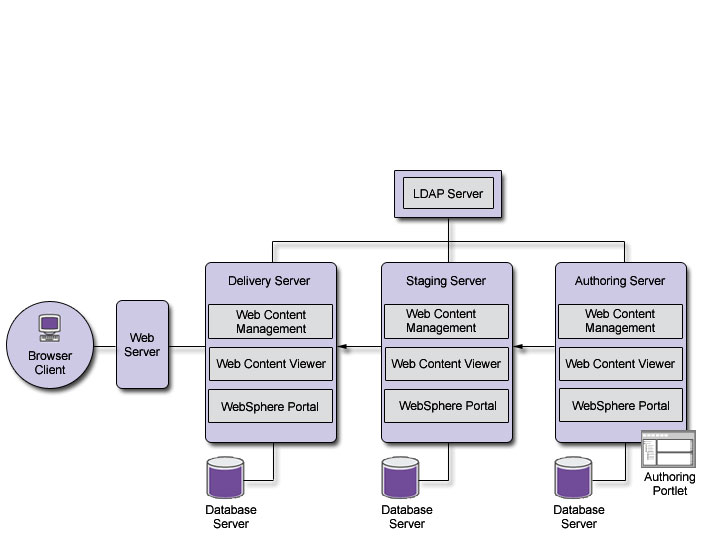 LDAP Server
Delivery Server
Staging Server
Authoring Server
Web Content
Management
Web Content
Management
Web Content
Management
Browser
Client
Web
Server
Web Content Viewer
Web Content Viewer
Web Content Viewer
WebSphere Portal
WebSphere Portal
WebSphere Portal
Authoring
Portlet
Database
Server
Database
Server
Database
Server